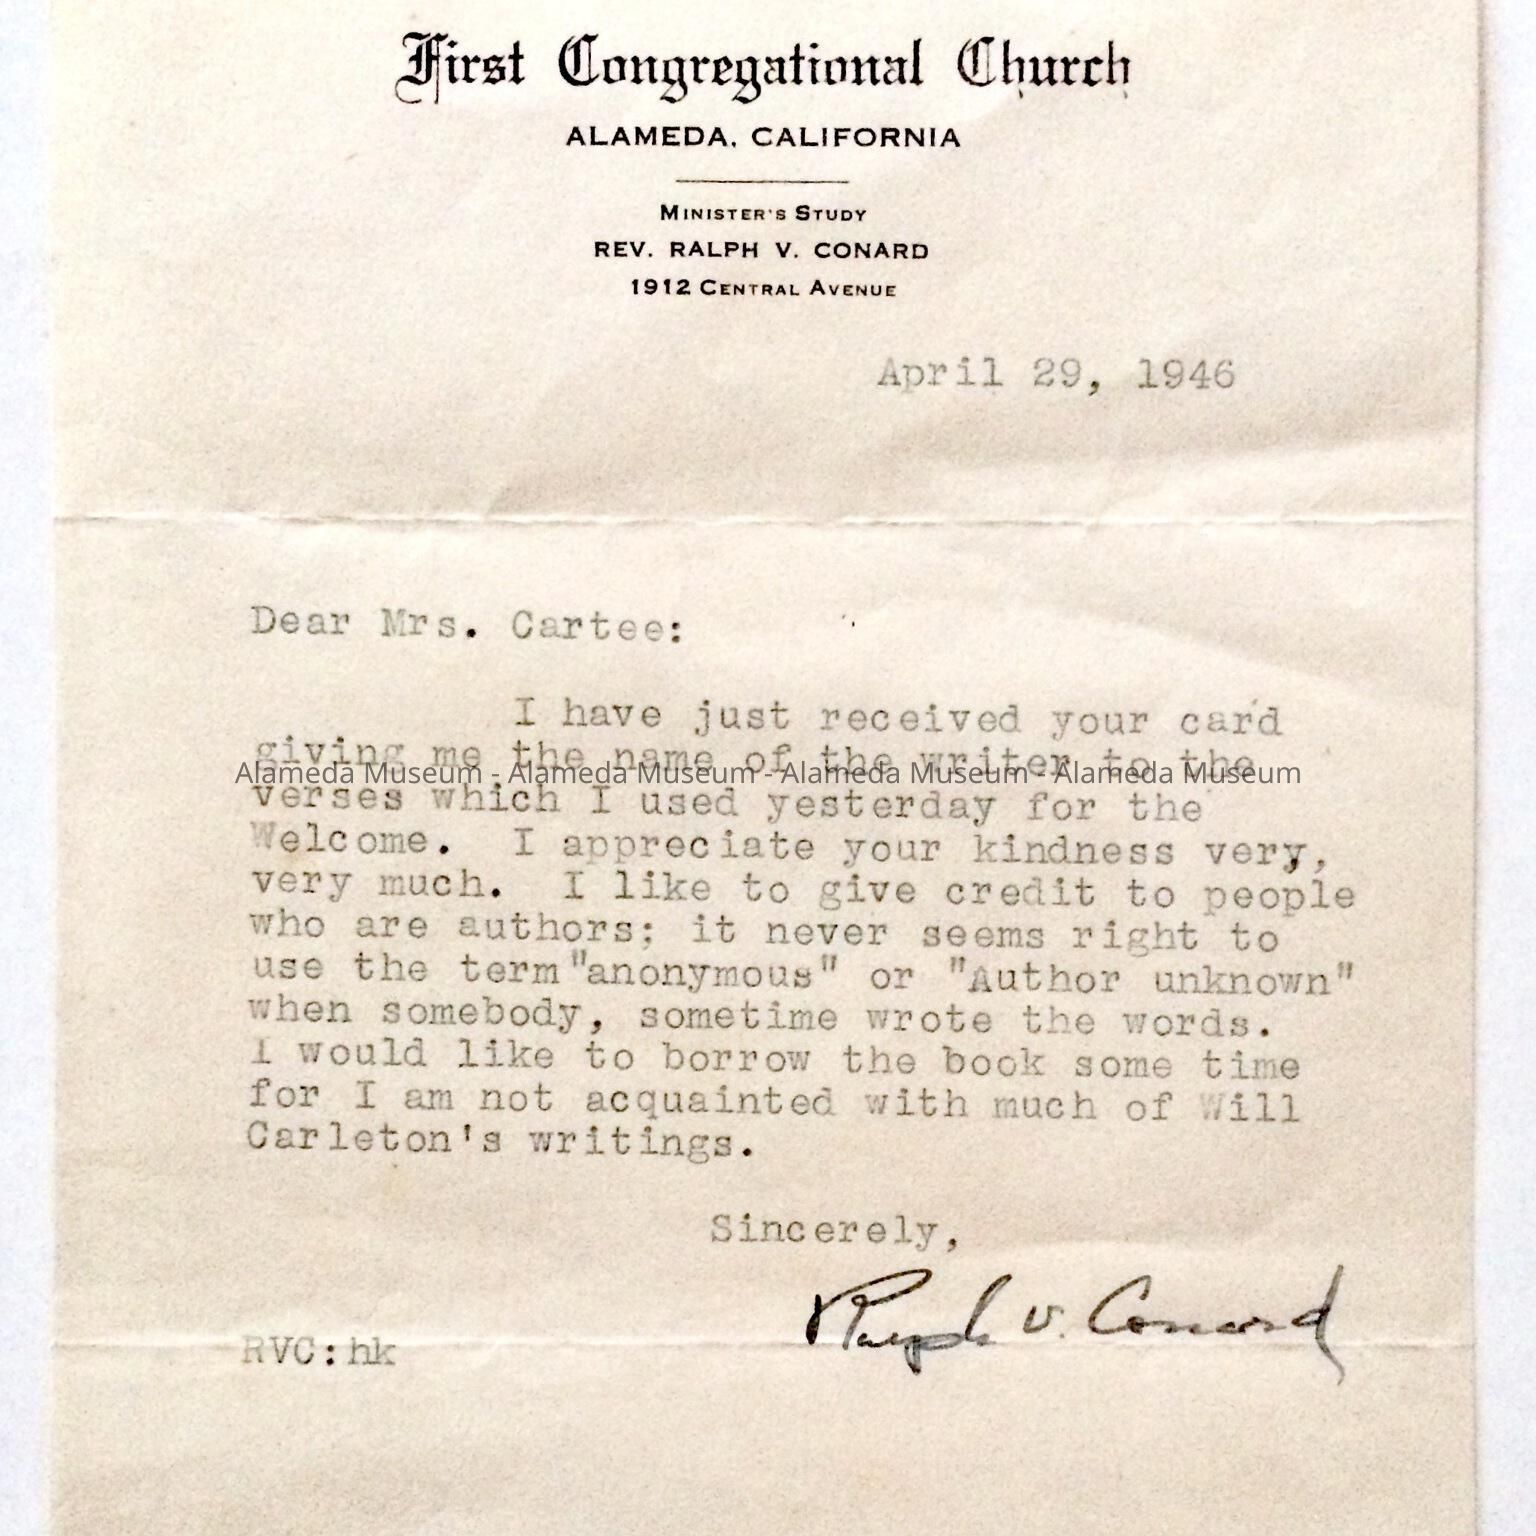 First Congregational Church
ALAMEDA, CALIFORNIA
MINISTER'S STUDY
REV. RALPH V. CONARD
1912 CENTRAL AVENUE
April 29, 1946
Dear Mrs. Cartee:
I have just received your card
giving me the name of the writer to the
Alameda Museum - Alameda Museum - Alameda Museum - Alameda Museum
verses which I used yesterday for the
Welcome. I appreciate your kindness very,
very much. I like to give credit to people
who are authors; it never seems right to
use the term "anonymous" or "Author unknown"
when somebody, sometime wrote the words.
I would like to borrow the book some time
for I am not acquainted with much of Will
Carleton's writings.
Sincerely,
Ralph V. Conard
RVC:hk